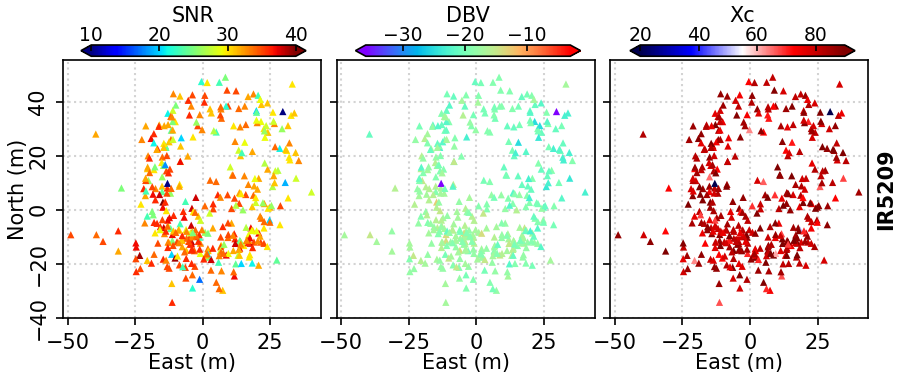 SNR DBV Xc
10 20 30 40 −30 −20 −10 20 40 60 80
North (m)
40
20
0
−20
−40
−50 −25 0 25 −50 −25 0 25 −50 −25 0 25
East (m) East (m) East (m)
IR5209